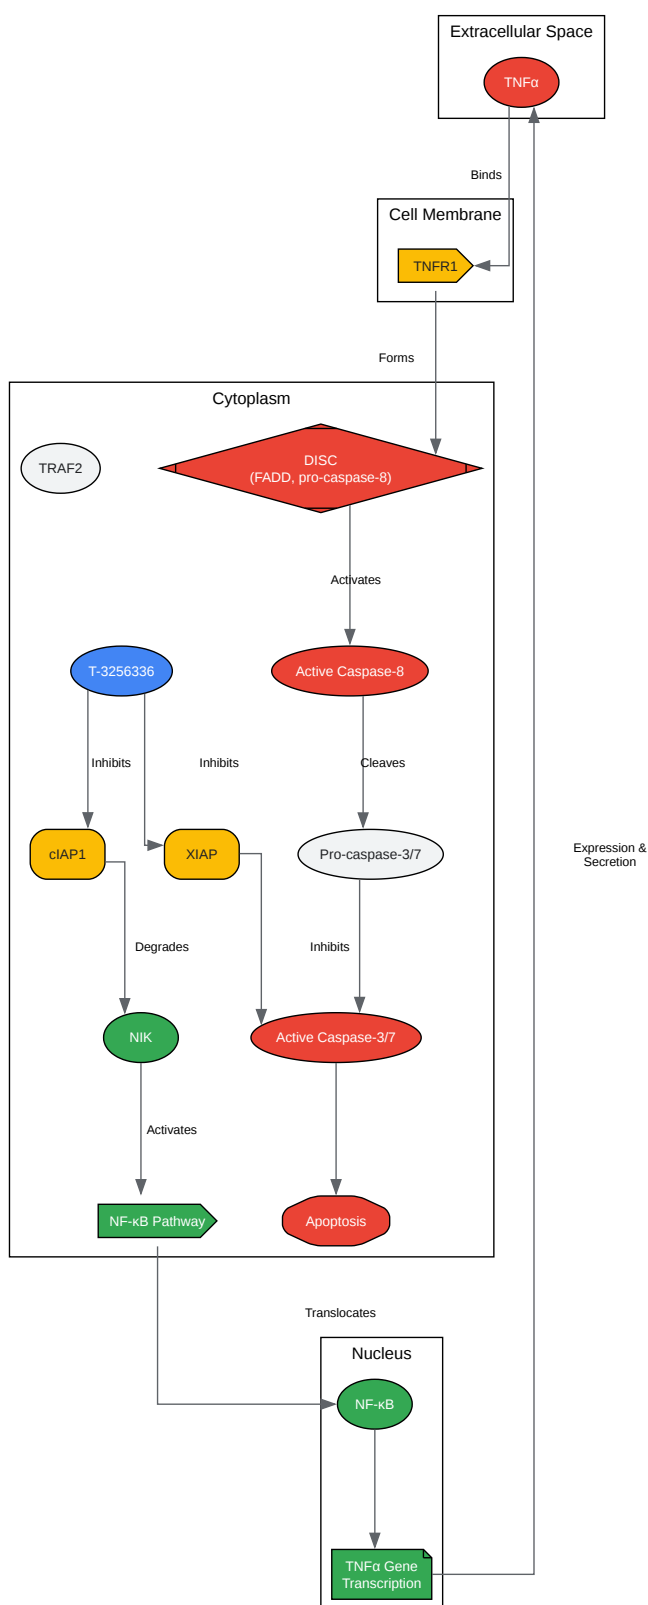 Extracellular Space
TNFα
Binds
Cell Membrane
TNFR1
Forms
Cytoplasm
TRAF2
DISC
(FADD, pro-caspase-8)
Activates
T-3256336
Active Caspase-8
Inhibits
Inhibits
Cleaves
cIAP1
XIAP
Pro-caspase-3/7
Expression &
Secretion
Degrades
Inhibits
NIK
Active Caspase-3/7
Activates
NF-κB Pathway
Apoptosis
Translocates
Nucleus
NF-κB
TNFα Gene
Transcription